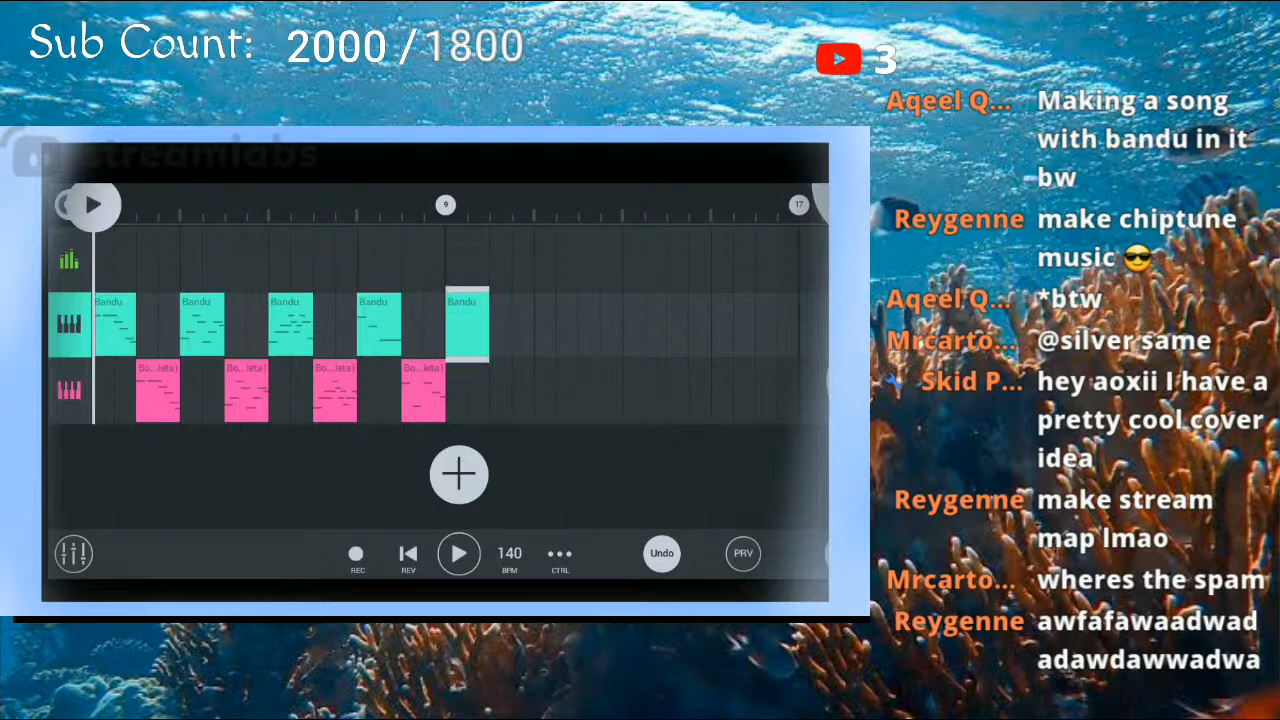 Sub Count: 2000 / 1800
3
streamlabs
9
17
Bandu
Bandu
Bandu
Bandu
Bandu
Bo...leta)
Bo...leta)
Bo...leta)
Bo...leta)
140
Undo
PRV
REC
REV
BPM
CTRL
Aqeel Q... Making a song
with bandu in it
bw
Reygenne make chiptune
music 😎
Aqeel Q... *btw
Mrcarto... @silver same
Skid P... hey aoxii I have a
pretty cool cover
idea
Reygenne make stream
map lmao
Mrcarto... wheres the spam
Reygenne awfafawaadwad
adawdawwadwa